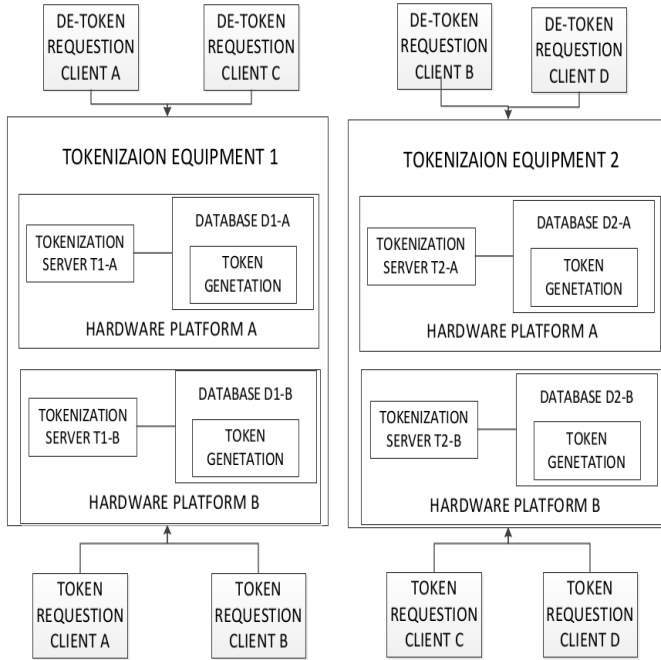 DE-TOKEN
REQUESTION
CLIENT A
DE-TOKEN
REQUESTION
CLIENT C
DE-TOKEN
REQUESTION
CLIENT B
DE-TOKEN
REQUESTION
CLIENT D
TOKENIZAION EQUIPMENT 1
TOKENIZATION
SERVER T1-A
DATABASE D1-A
TOKEN
GENETATION
HARDWARE PLATFORM A
TOKENIZATION
SERVER T1-B
DATABASE D1-B
TOKEN
GENETATION
HARDWARE PLATFORM B
TOKENIZAION EQUIPMENT 2
TOKENIZATION
SERVER T2-A
DATABASE D2-A
TOKEN
GENETATION
HARDWARE PLATFORM A
TOKENIZATION
SERVER T2-B
DATABASE D2-B
TOKEN
GENETATION
HARDWARE PLATFORM B
TOKEN
REQUESTION
CLIENT A
TOKEN
REQUESTION
CLIENT B
TOKEN
REQUESTION
CLIENT C
TOKEN
REQUESTION
CLIENT D